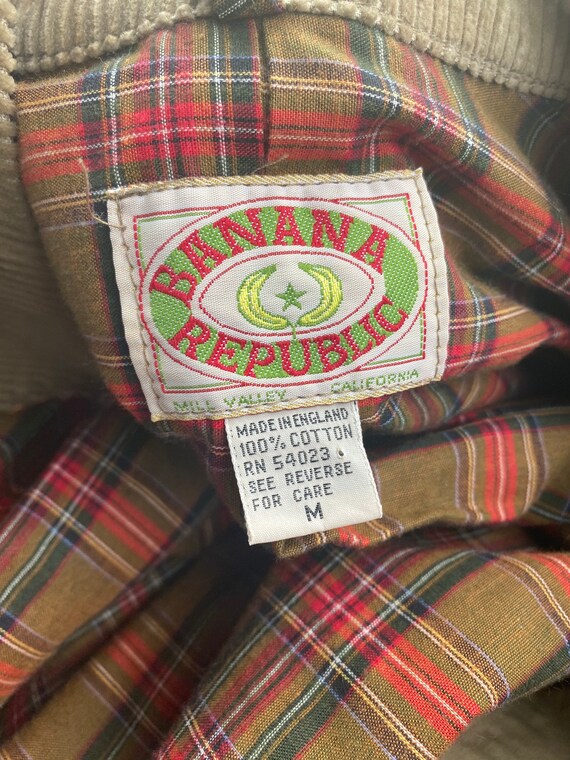 BANANA
REPUBLIC
MILL VALLEY CALIFORNIA
MADE IN ENGLAND
100% COTTON
RN 54023
SEE REVERSE
FOR CARE
M